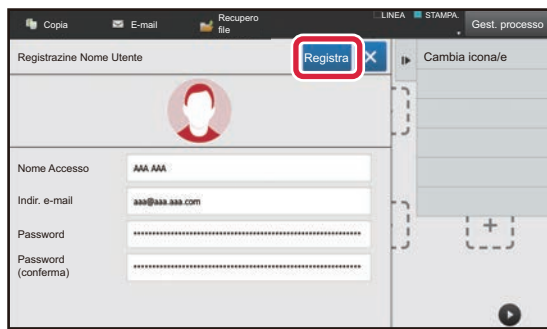 Copia
E-mail
Recupero
file
LINEA
STAMPA.
Gest. processo
Registrazine Nome Utente
Registra
Cambia icona/e
Nome Accesso
AAA AAA
Indir. e-mail
aaa@aaa.aaa.com
Password
Password
(conferma)